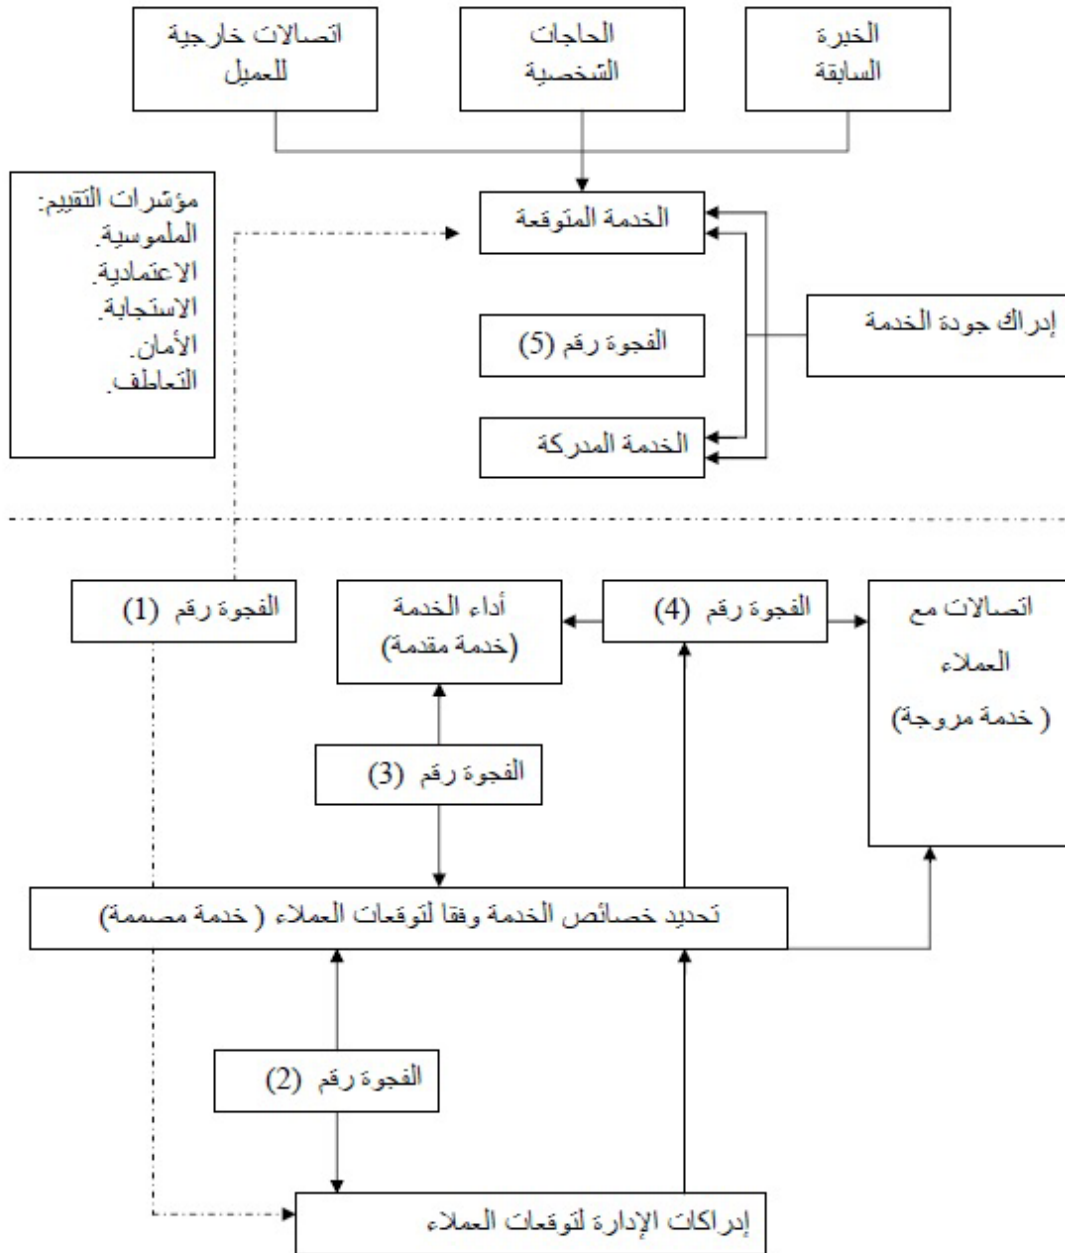 الخبرة
السابقة
الحاجات
الشخصية
اتصالات خارجية
للعميل
مؤشرات التقييم:
الملموسية.
الاعتمادية.
الاستجابة.
الأمان.
التعاطف.
الخدمة المتوقعة
إدراك جودة الخدمة
الفجوة رقم (5)
الخدمة المدركة
اتصالات مع
العملاء
( خدمة مروجة)
الفجوة رقم (4)
أداء الخدمة
(خدمة مقدمة)
الفجوة رقم (1)
الفجوة رقم (3)
تحديد خصائص الخدمة وفقا لتوقعات العملاء ( خدمة مصممة)
الفجوة رقم (2)
إدراكات الإدارة لتوقعات العملاء